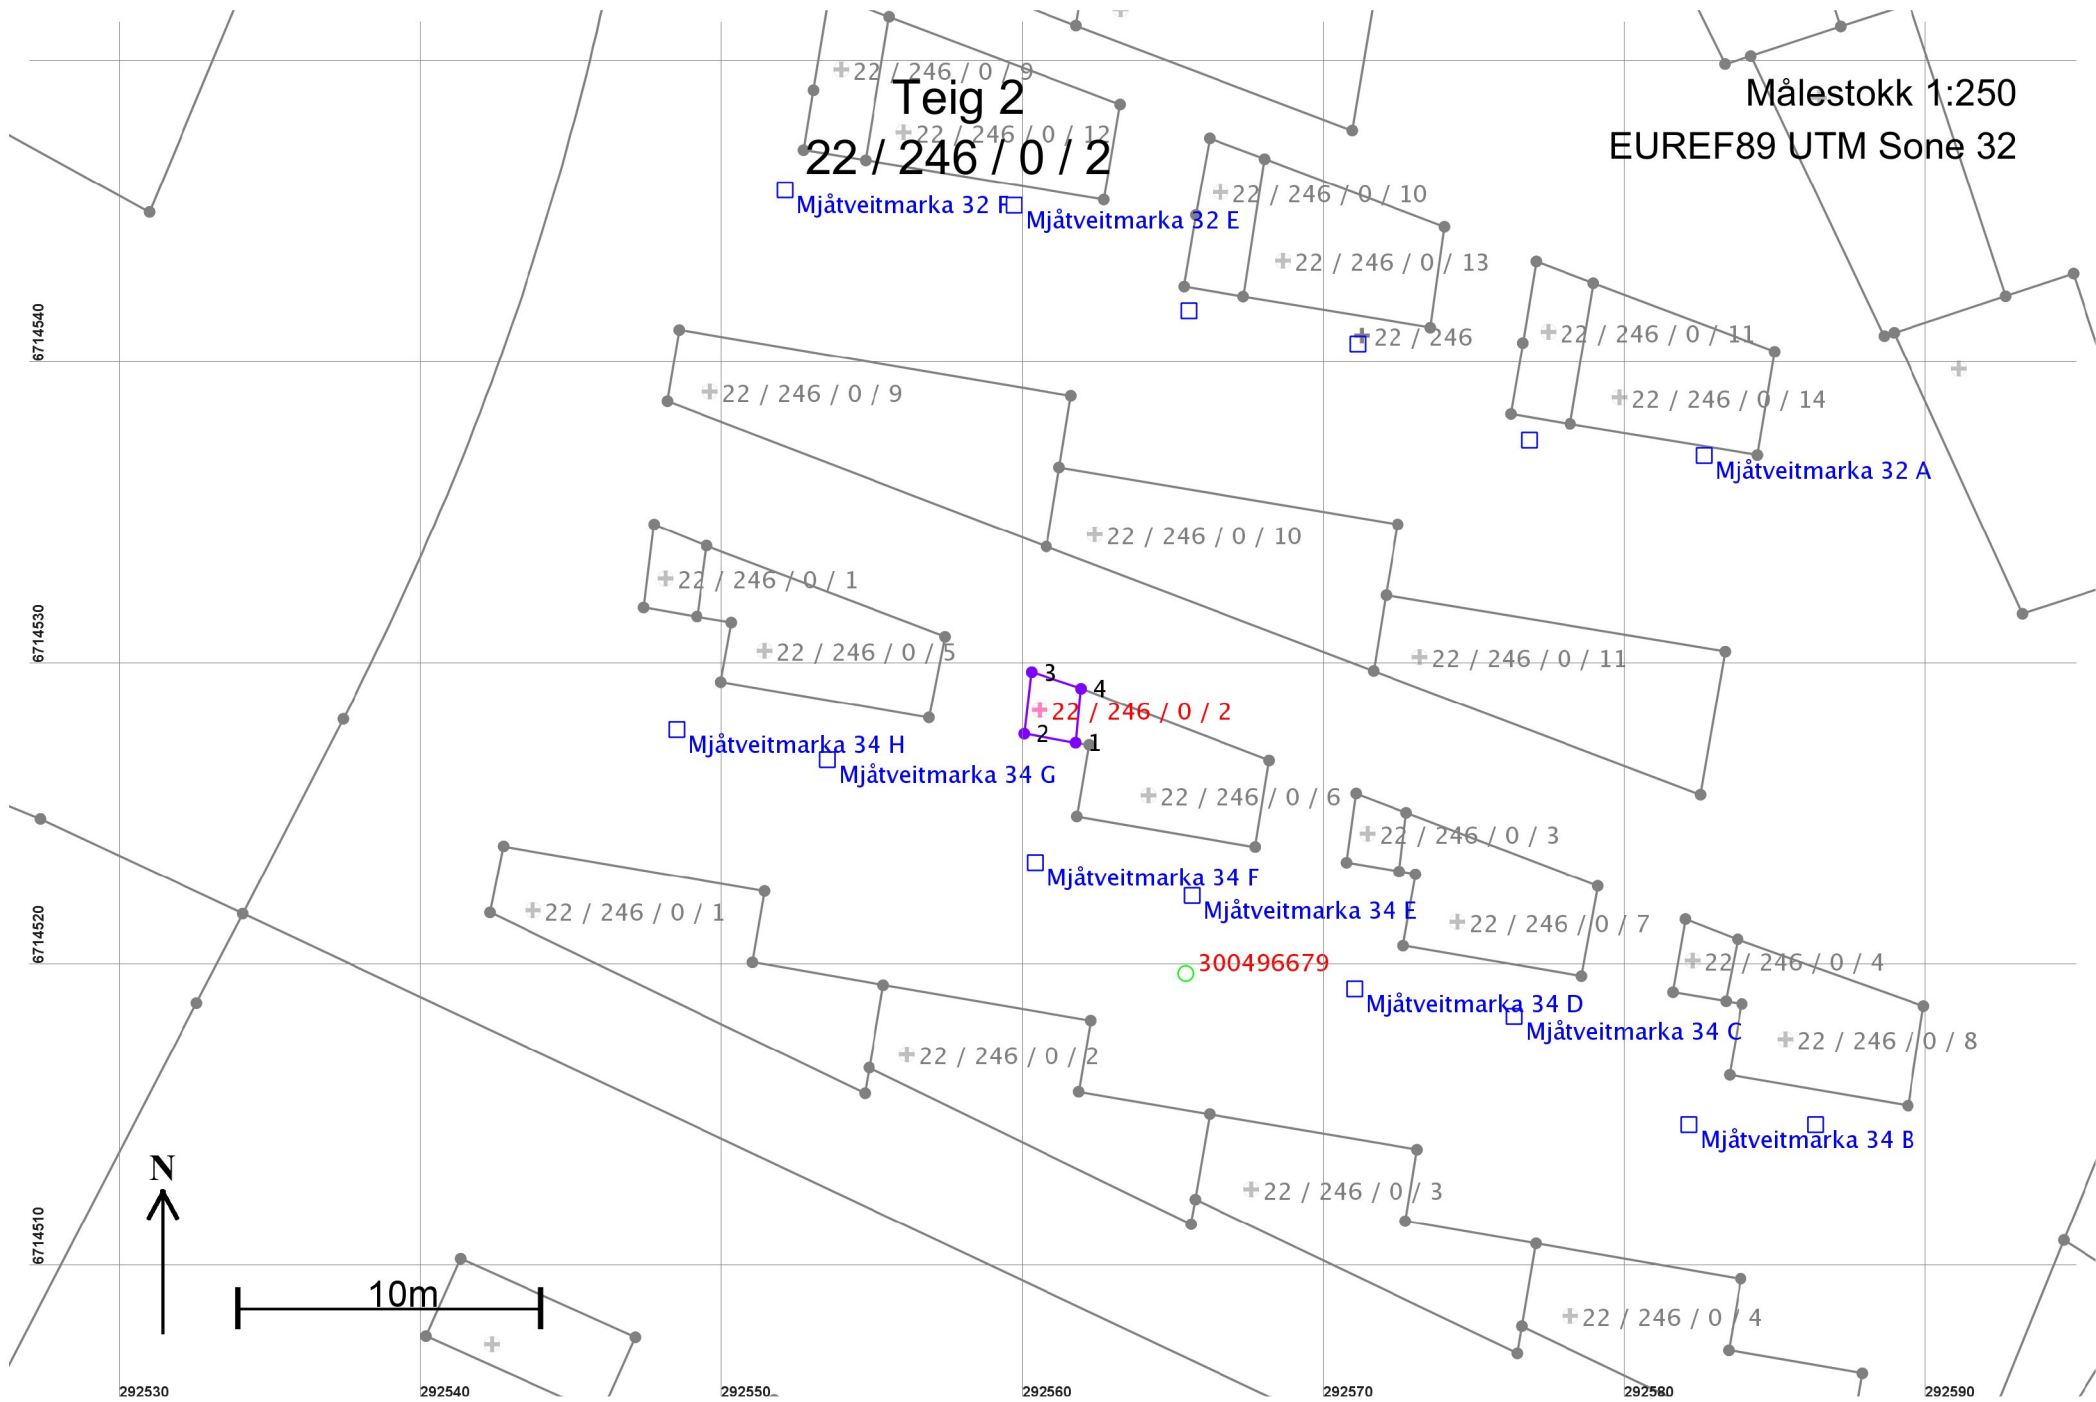 22 / 246 / 0 / 9
Teig 2
Målestokk 1:250
22 / 246 / 0 / 12
22 / 246 / 0 / 2
EUREF89 UTM Sone 32
22 / 246 / 0 / 10
Mjåtveitmarka 32 F
Mjåtveitmarka 32 E
22 / 246 / 0 / 13
6714540
22 / 246
22 / 246 / 0 / 11
22 / 246 / 0 / 9
22 / 246 / 0 / 14
Mjåtveitmarka 32 A
22 / 246 / 0 / 10
22 / 246 / 0 / 1
6714530
22 / 246 / 0 / 5
22 / 246 / 0 / 11
3
4
22 / 246 / 0 / 2
2
1
Mjåtveitmarka 34 H
Mjåtveitmarka 34 G
22 / 246 / 0 / 6
22 / 246 / 0 / 3
Mjåtveitmarka 34 F
6714520
22 / 246 / 0 / 1
Mjåtveitmarka 34 E
22 / 246 / 0 / 7
300496679
22 / 246 / 0 / 4
Mjåtveitmarka 34 D
Mjåtveitmarka 34 C
22 / 246 / 0 / 8
22 / 246 / 0 / 2
Mjåtveitmarka 34 B
N
22 / 246 / 0 / 3
6714510
10m
22 / 246 / 0 / 4
292530
292540
292550
292560
292570
292580
292590